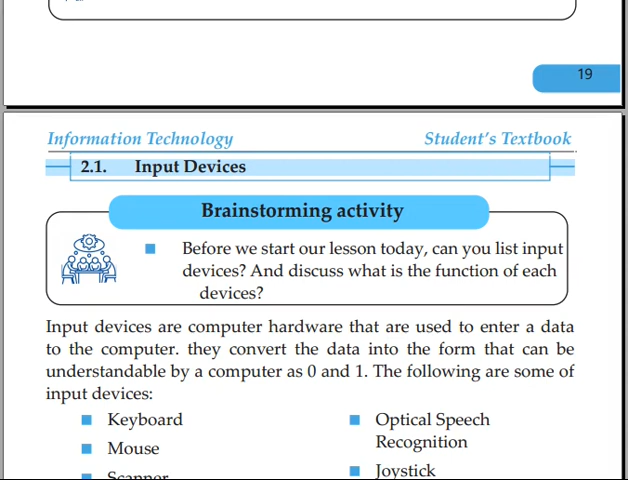 19
Information Technology Student's Textbook
2.1. Input Devices
Brainstorming activity
Before we start our lesson today, can you list input
devices? And discuss what is the function of each
devices?
Input devices are computer hardware that are used to enter a data
to the computer. they convert the data into the form that can be
understandable by a computer as 0 and 1. The following are some of
input devices:
Keyboard
Mouse
Scanner
Optical Speech
Recognition
Joystick